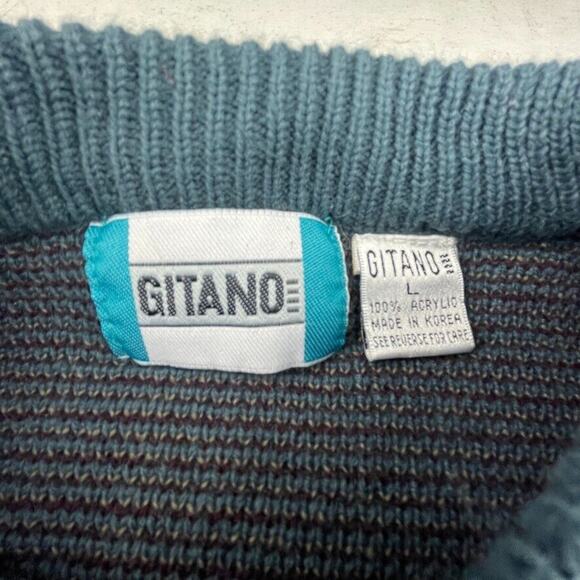 GITANO
GITANO
L
100% ACRYLIC
MADE IN KOREA
SEE REVERSE FOR CARE